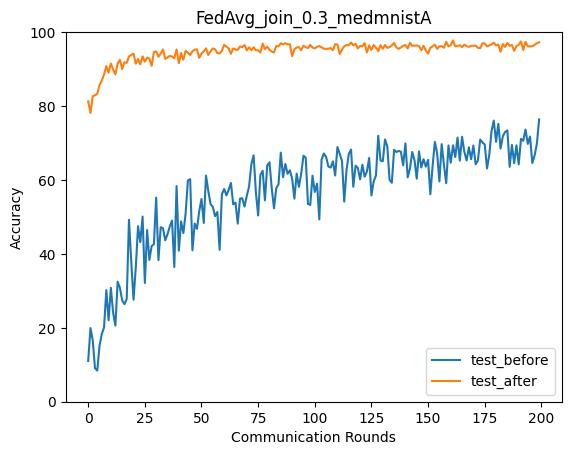 FedAvg_join_0.3_medmnistA
100
80
60
40
20
0
Accuracy
0 25 50 75 100 125 150 175 200
Communication Rounds
test_before
test_after